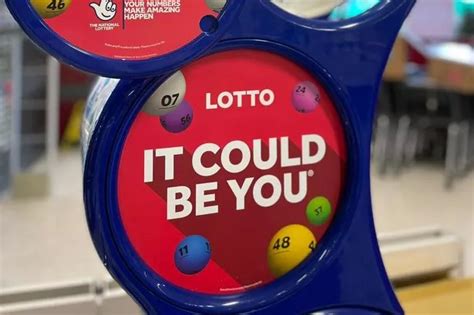 46
THE NATIONAL
LOTTERY
YOUR NUMBERS
MAKE AMAZING
HAPPEN
LOTTO
07
56
24
IT COULD
BE YOU®
37
11
48